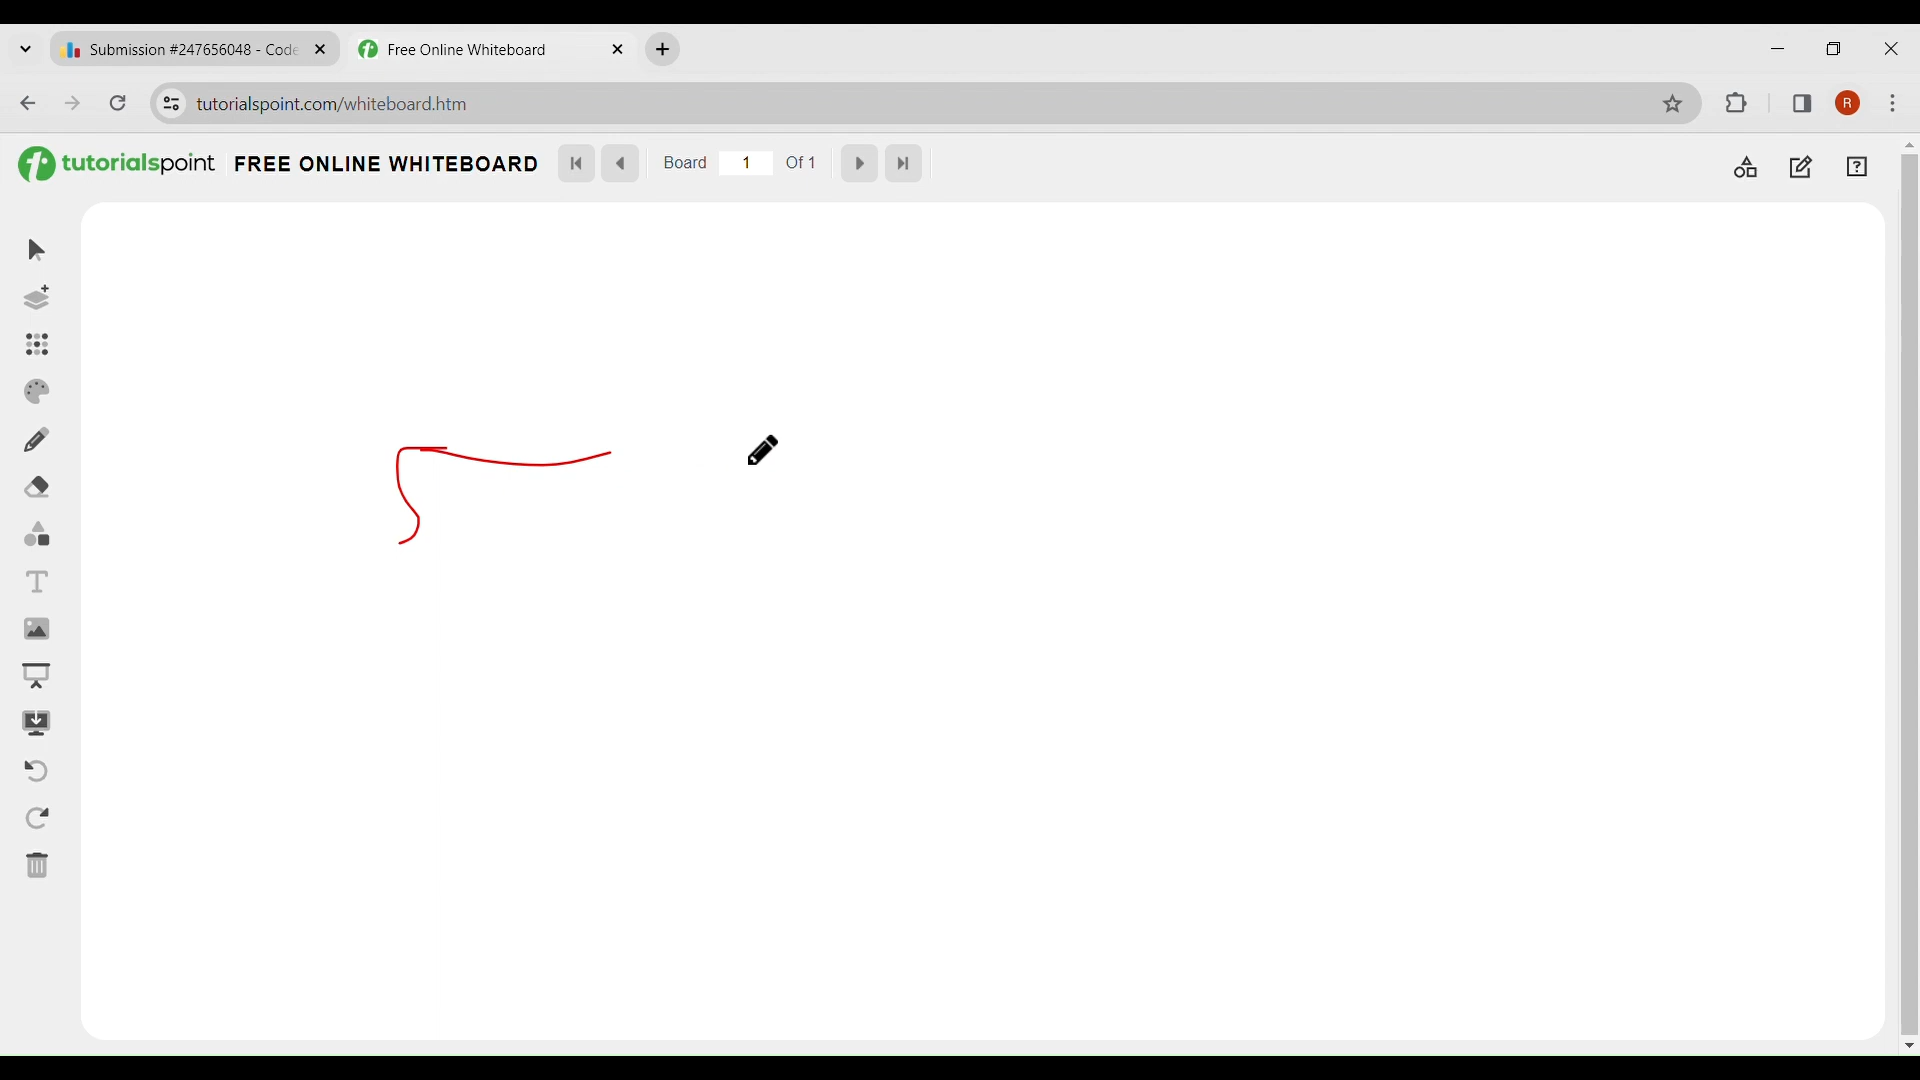 Submission #247656048 - Code
Free Online Whiteboard
tutorialspoint.com/whiteboard.htm
R
tutorialspoint FREE ONLINE WHITEBOARD Board 1 Of 1